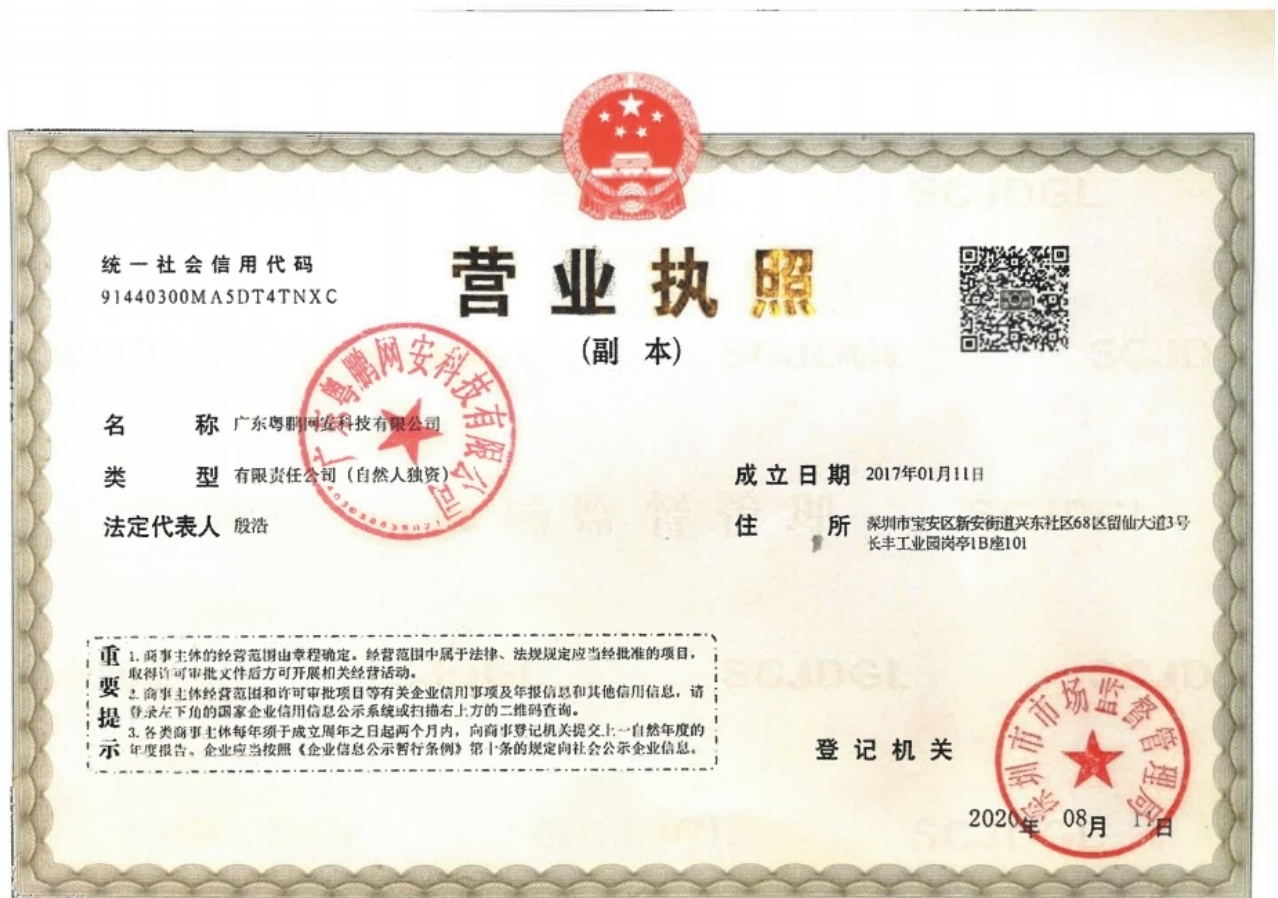 统一社会信用代码
91440300MA5DT4TNXC
营业执照
(副 本)
名 称 广东粤鹏网安科技有限公司
类 型 有限责任公司（自然人独资）
法定代表人 殷浩
成立日期 2017年01月11日
住 所 深圳市宝安区新安街道兴东社区68区留仙大道3号
长丰工业园岗亭1B座101
广东粤鹏网安科技有限公司
重要提示
1. 商事主体的经营范围由章程确定。经营范围中属于法律、法规规定应当经批准的项目，
取得许可审批文件后方可开展相关经营活动。
2. 商事主体经营范围和许可审批项目等有关企业信用事项及年报信息和其他信用信息，请
登录左下角的国家企业信用信息公示系统或扫描右上方的二维码查询。
3. 各类商事主体每年须于成立周年之日起两个月内，向商事登记机关提交上一自然年度的
年度报告。企业应当按照《企业信息公示暂行条例》第十条的规定向社会公示企业信息。
登记机关
深圳市市场监督管理局
2020年 08月 11日
SCJDGL